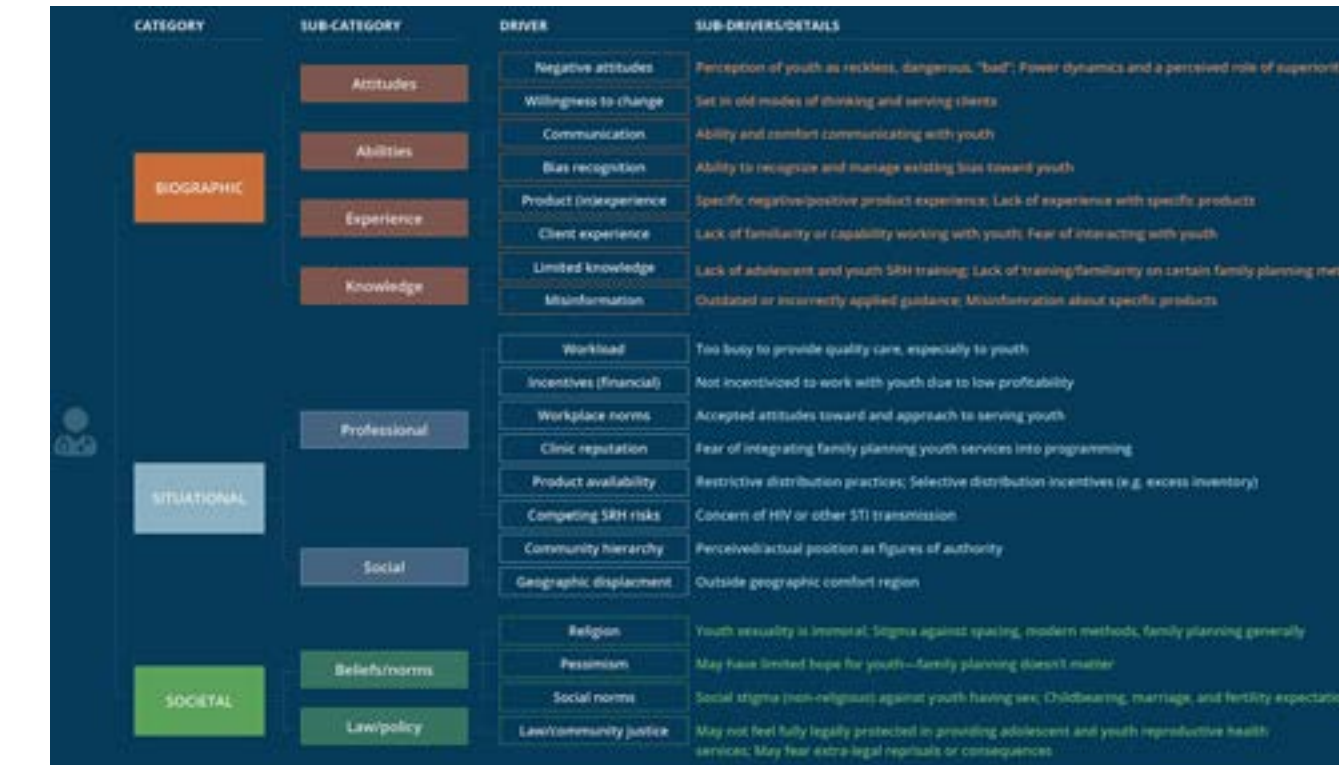 CATEGORY SUB-CATEGORY DRIVER SUB-DRIVERS/DETAILS
BIOGRAPHIC
Attitudes
Negative attitudes Perception of youth as reckless, dangerous, "bad"; Power dynamics and a perceived role of superiorit
Willingness to change Set in old modes of thinking and serving clients
Abilities
Communication Ability and comfort communicating with youth
Bias recognition Ability to recognize and manage existing bias toward youth
Experience
Product (in)experience Specific negative/positive product experience; Lack of experience with specific products
Client experience Lack of familiarity or capability working with youth; Fear of interacting with youth
Knowledge
Limited knowledge Lack of adolescent and youth SRH training; Lack of training/familiarity on certain family planning met
Misinformation Outdated or incorrectly applied guidance; Misinfomration about specific products
SITUATIONAL
Professional
Workload Too busy to provide quality care, especially to youth
Incentives (financial) Not incentivized to work with youth due to low profitability
Workplace norms Accepted attitudes toward and approach to serving youth
Clinic reputation Fear of integrating family planning youth services into programming
Product availability Restrictive distribution practices; Selective distribution incentives (e.g. excess inventory)
Competing SRH risks Concern of HIV or other STI transmission
Social
Community hierarchy Perceived/actual position as figures of authority
Geographic displacment Outside geographic comfort region
SOCIETAL
Beliefs/norms
Religion Youth sexuality is immoral; Stigma against spacing, modern methods, family planning generally
Pessimism May have limited hope for youth—family planning doesn't matter
Social norms Social stigma (non-religious) against youth having sex; Childbearing, marriage, and fertility expectatio
Law/policy
Law/community justice May not feel fully legally protected in providing adolescent and youth reproductive health
services; May fear extra-legal reprisals or consequences